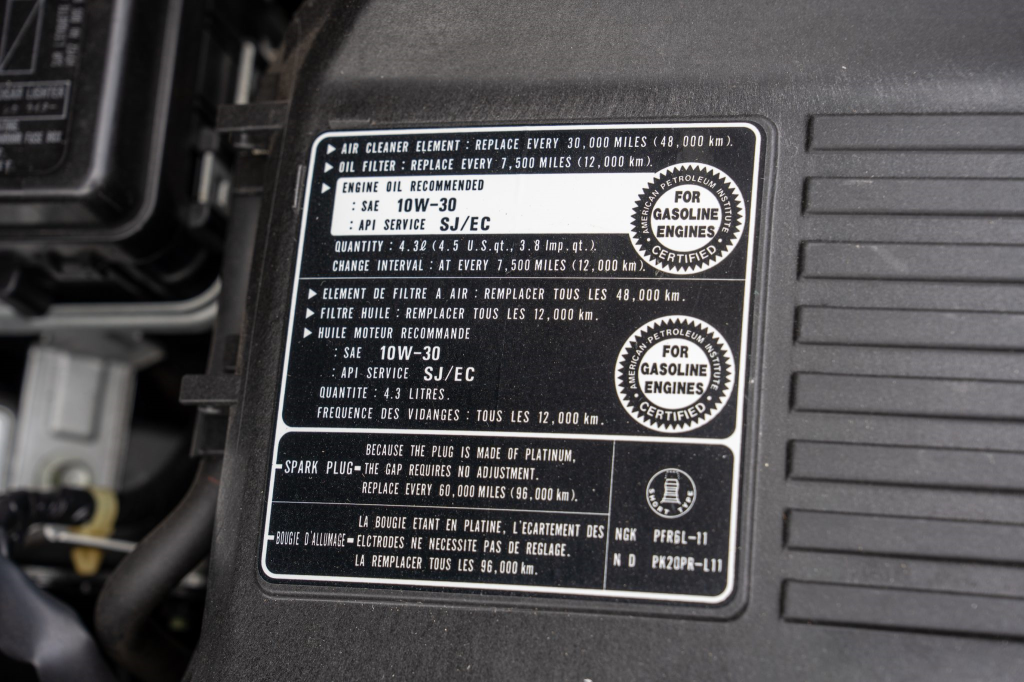 ▶ AIR CLEANER ELEMENT : REPLACE EVERY 30,000 MILES (48,000 km).
▶ OIL FILTER : REPLACE EVERY 7,500 MILES (12,000 km).
▶ ENGINE OIL RECOMMENDED
: SAE 10W-30
: API SERVICE SJ/EC
QUANTITY : 4.3ℓ (4.5 U.S.qt., 3.8 Imp.qt.)
CHANGE INTERVAL : AT EVERY 7,500 MILES (12,000 km).
AMERICAN PETROLEUM INSTITUTE
FOR
GASOLINE
ENGINES
CERTIFIED
▶ ELEMENT DE FILTRE A AIR : REMPLACER TOUS LES 48,000 km.
▶ FILTRE HUILE : REMPLACER TOUS LES 12,000 km.
▶ HUILE MOTEUR RECOMMANDE
: SAE 10W-30
: API SERVICE SJ/EC
QUANTITE : 4.3 LITRES.
FREQUENCE DES VIDANGES : TOUS LES 12,000 km.
AMERICAN PETROLEUM INSTITUTE
FOR
GASOLINE
ENGINES
CERTIFIED
BECAUSE THE PLUG IS MADE OF PLATINUM,
SPARK PLUG THE GAP REQUIRES NO ADJUSTMENT.
REPLACE EVERY 60,000 MILES (96,000 km).
LA BOUGIE ETANT EN PLATINE, L'ECARTEMENT DES
BOUGIE D'ALLUMAGE ELCTRODES NE NECESSITE PAS DE REGLAGE.
LA REMPLACER TOUS LES 96,000 km.
SHORT TYPE
NGK PFR6L-11
N D PK20PR-L11
LIGHTER
FUSE BOX